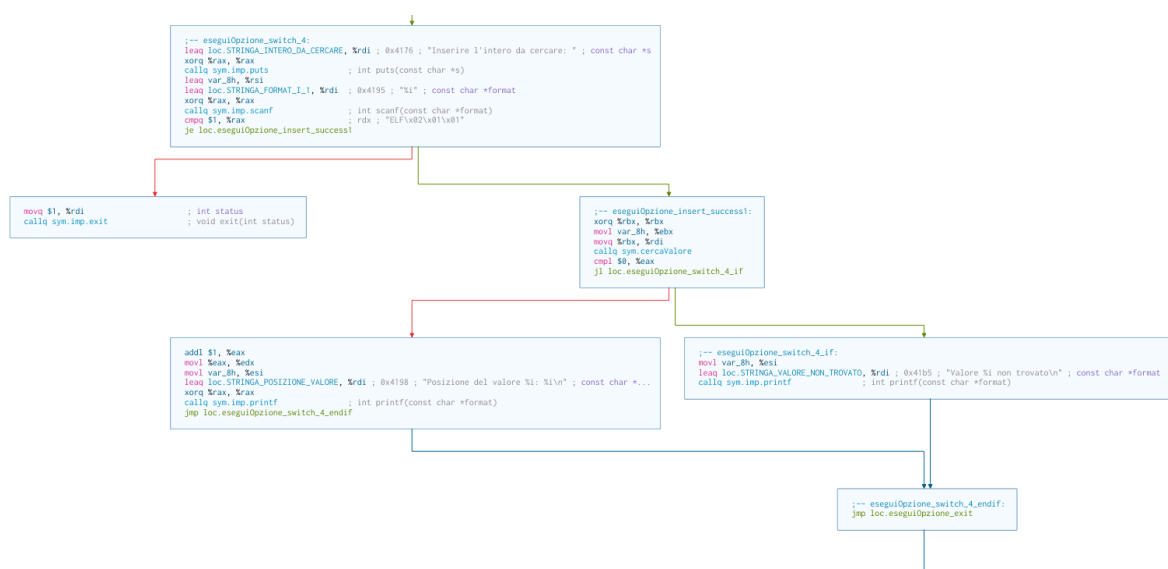 ;-- eseguiOpzione_switch_4:
leaq loc.STRINGA_INTERO_DA_CERCARE, %rdi ; 0x4176 ; "Inserire l'intero da cercare: " ; const char *s
xorq %rax, %rax
callq sym.imp.puts ; int puts(const char *s)
leaq var_8h, %rsi
leaq loc.STRINGA_FORMAT_I_1, %rdi ; 0x4195 ; "%i" ; const char *format
xorq %rax, %rax
callq sym.imp.scanf ; int scanf(const char *format)
cmpq $1, %rax ; rdx ; "ELF\x02\x01\x01"
je loc.eseguiOpzione_insert_success1
movq $1, %rdi ; int status
callq sym.imp.exit ; void exit(int status)
;-- eseguiOpzione_insert_success1:
xorq %rbx, %rbx
movl var_8h, %ebx
movq %rbx, %rdi
callq sym.cercaValore
cmpl $0, %eax
jl loc.eseguiOpzione_switch_4_if
addl $1, %eax
movl %eax, %edx
movl var_8h, %esi
leaq loc.STRINGA_POSIZIONE_VALORE, %rdi ; 0x4198 ; "Posizione del valore %i: %i\n" ; const char *...
xorq %rax, %rax
callq sym.imp.printf ; int printf(const char *format)
jmp loc.eseguiOpzione_switch_4_endif
;-- eseguiOpzione_switch_4_if:
movl var_8h, %esi
leaq loc.STRINGA_VALORE_NON_TROVATO, %rdi ; 0x41b5 ; "Valore %i non trovato\n" ; const char *format
callq sym.imp.printf ; int printf(const char *format)
;-- eseguiOpzione_switch_4_endif:
jmp loc.eseguiOpzione_exit